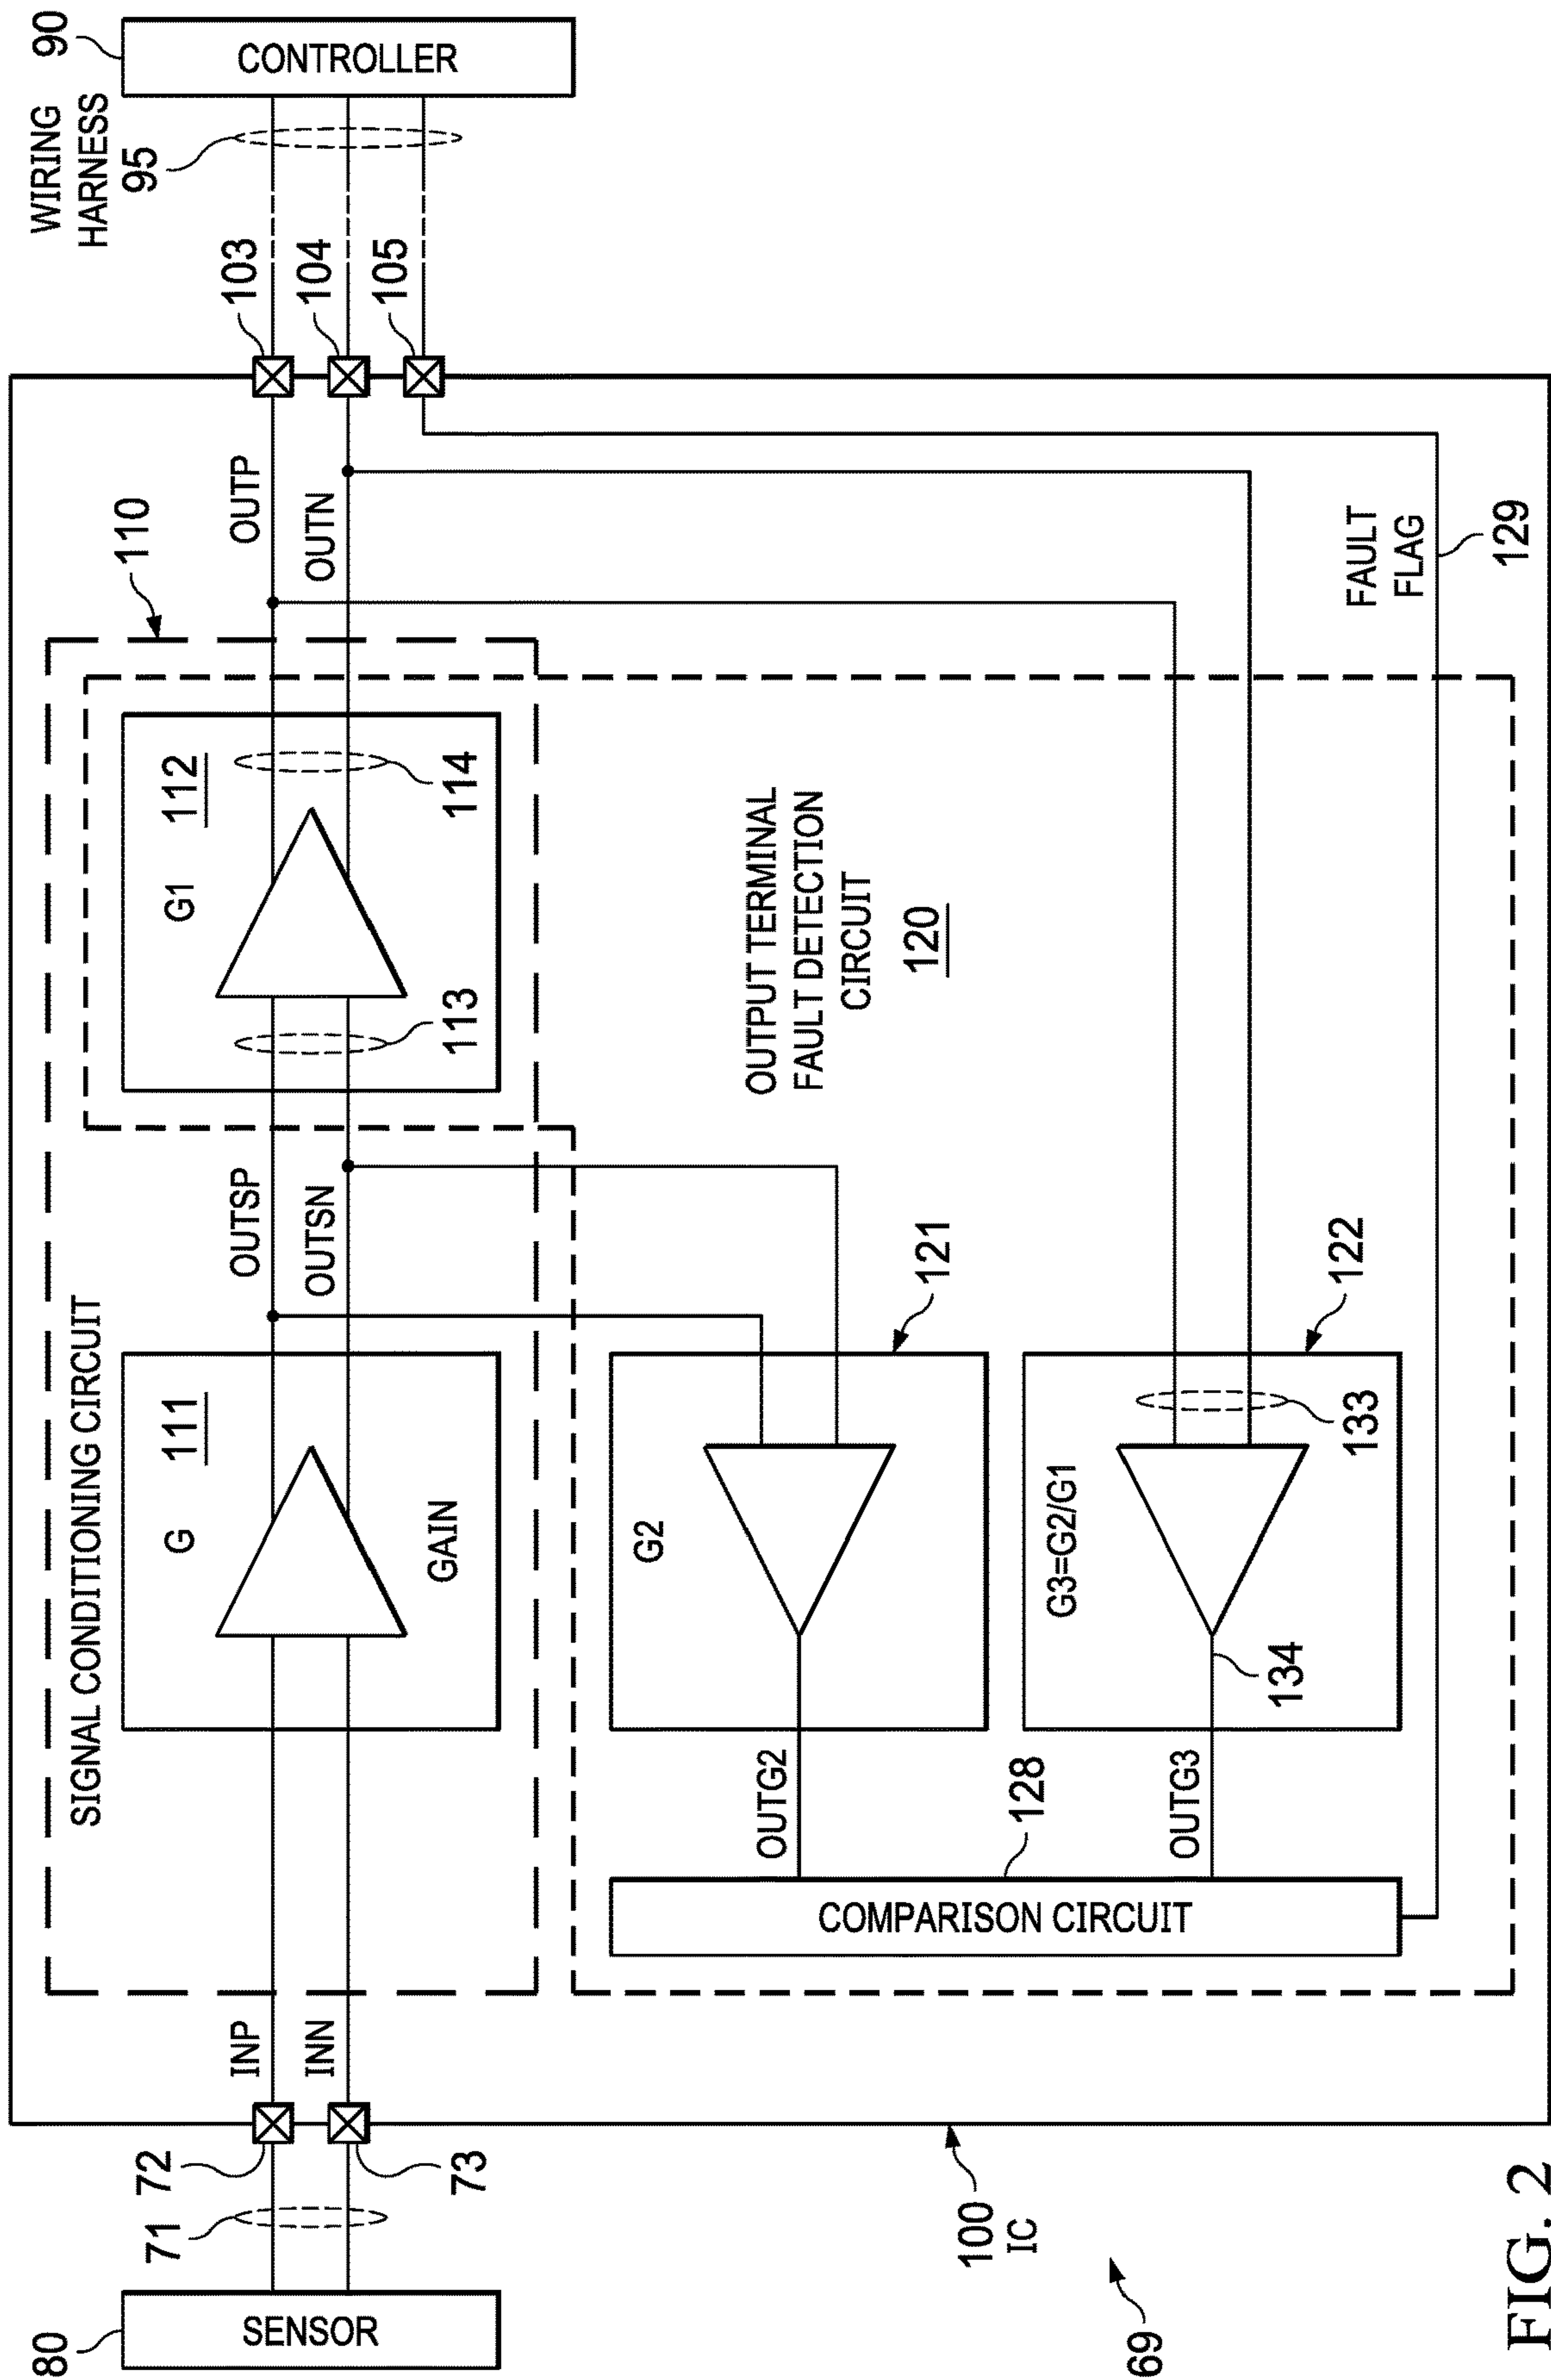 80
SENSOR
71
72
73
INP
INN
100
IC
69
SIGNAL CONDITIONING CIRCUIT
110
G
111
GAIN
OUTSP
OUTSN
G1
112
113
114
OUTP
OUTN
103
104
105
WIRING
HARNESS
95
90
CONTROLLER
COMPARISON CIRCUIT
128
OUTG2
OUTG3
G2
121
G3=G2/G1
122
133
134
OUTPUT TERMINAL
FAULT DETECTION
CIRCUIT
120
FAULT
FLAG
129
FIG. 2